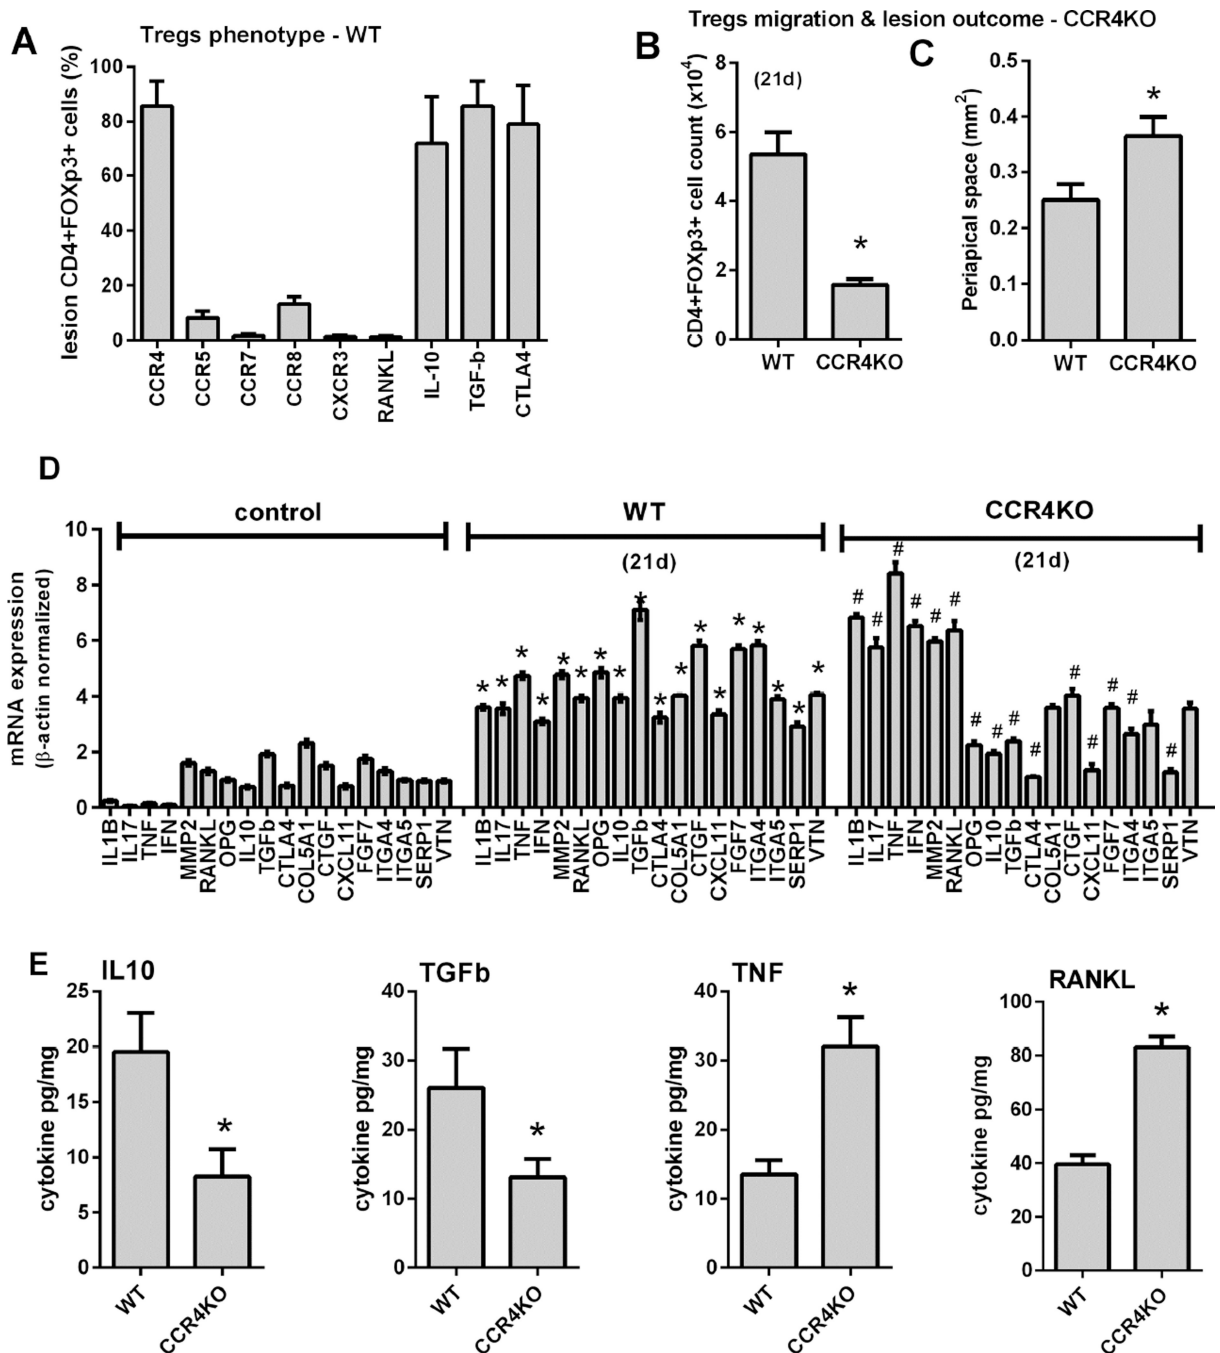 Tregs migration & lesion outcome - CCR4KO
A
Tregs phenotype - WT
lesion CD4+FOXp3+ cells (%)
100
80
60
40
20
0
CCR4
CCR5
CCR7
CCR8
CXCR3
RANKL
IL-10
TGF-b
CTLA4
B
CD4+FOXp3+ cell count (x10⁴)
8
6
4
2
0
(21d)
*
WT
CCR4KO
C
Periapical space (mm²)
0.5
0.4
0.3
0.2
0.1
0.0
*
WT
CCR4KO
D
control
WT
(21d)
CCR4KO
(21d)
mRNA expression
(β-actin normalized)
10
8
6
4
2
0
* * * * * * * * * * * * * * * * * *
# # # # # # # # # # # # # # #
IL1B
IL17
TNF
IFN
MMP2
RANKL
OPG
IL10
TGFb
CTLA4
COL5A1
CTGF
CXCL11
FGF7
ITGA4
ITGA5
SERP1
VTN
IL1B
IL17
TNF
IFN
MMP2
RANKL
OPG
IL10
TGFb
CTLA4
COL5A1
CTGF
CXCL11
FGF7
ITGA4
ITGA5
SERP1
VTN
IL1B
IL17
TNF
IFN
MMP2
RANKL
OPG
IL10
TGFb
CTLA4
COL5A1
CTGF
CXCL11
FGF7
ITGA4
ITGA5
SERP1
VTN
E
IL10
cytokine pg/mg
25
20
15
10
5
0
*
WT
CCR4KO
TGFb
cytokine pg/mg
40
30
20
10
0
*
WT
CCR4KO
TNF
cytokine pg/mg
40
30
20
10
0
*
WT
CCR4KO
RANKL
cytokine pg/mg
100
80
60
40
20
0
*
WT
CCR4KO